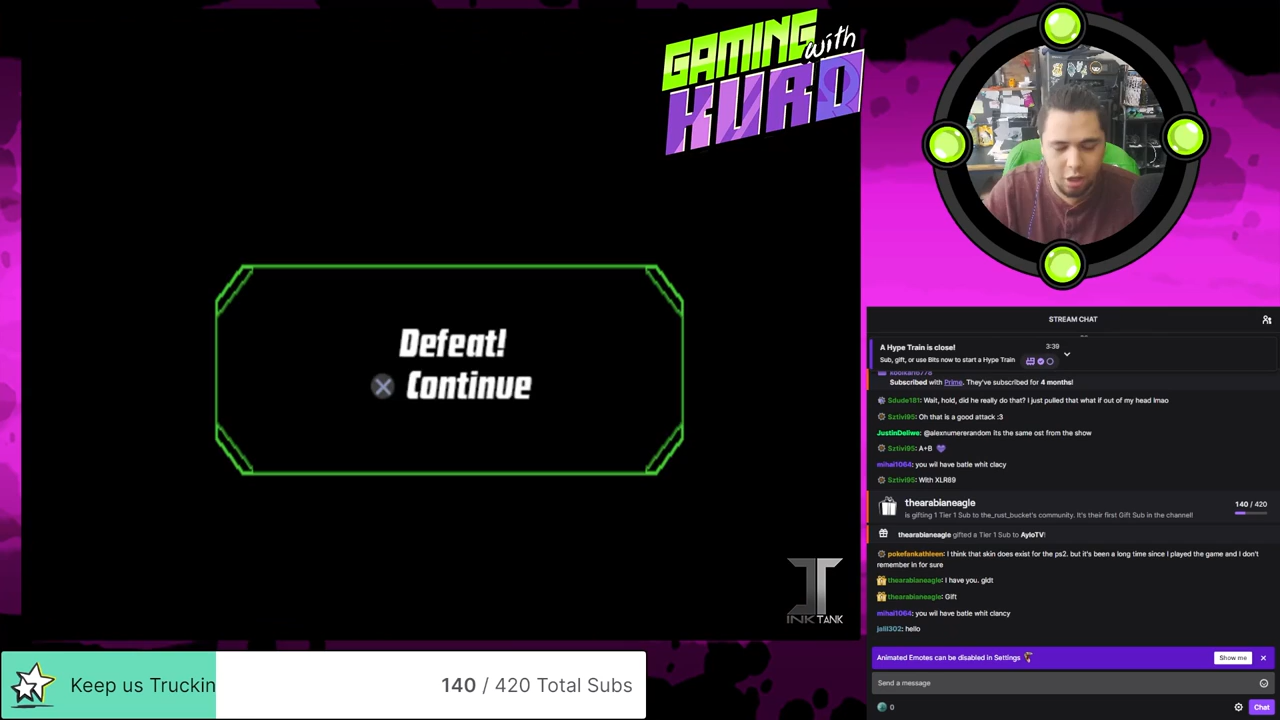 GAMING with
KURO
Defeat!
Continue
INKTANK
Keep us Truckin
140 / 420 Total Subs
STREAM CHAT
A Hype Train is close!
3:39
Sub, gift, or use Bits now to start a Hype Train
Subscribed with Prime. They've subscribed for 4 months!
Sdude181: Wait, hold, did he really do that? I just pulled that what if out of my head lmao
Sztivi95: Oh that is a good attack :3
JustinDeliwe: @alexnumererandom Its the same ost from the show
Sztivi95: A+B
mihai1064: you wil have batle whit clacy
Sztivi95: With XLR89
thearabianeagle
140 / 420
is gifting 1 Tier 1 Sub to the_rust_bucket's community. It's their first Gift Sub in the channel
thearabianeagle gifted a Tier 1 Sub to AyloTV!
pokefankathleen: I think that skin does exist for the ps2. but it's been a long time since I played the game and I don't
remember in for sure
thearabianeagle: I have you. gldt
thearabianeagle: Gift
mihai1064: you wil have batle whit clancy
jalil302: hello
Animated Emotes can be disabled in Settings
Show me
Send a message
0
Chat